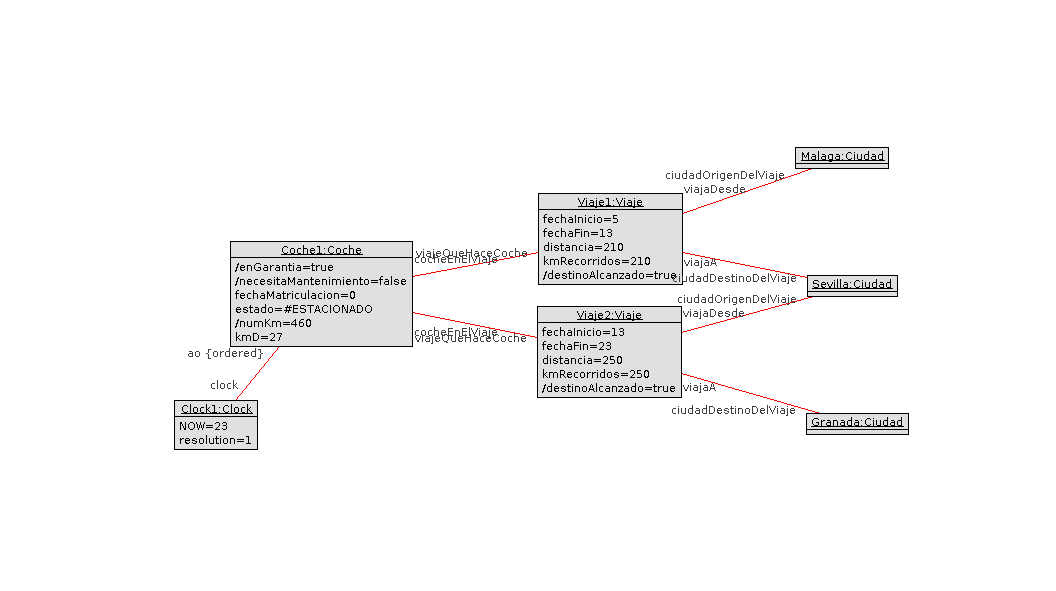 Malaga:Ciudad
ciudadOrigenDelViaje
viajaDesde
Viaje1:Viaje
fechaInicio=5
fechaFin=13
distancia=210
kmRecorridos=210
/destinoAlcanzado=true
viajaA
ciudadDestinoDelViaje
Sevilla:Ciudad
Coche1:Coche
/enGarantia=true
/necesitaMantenimiento=false
fechaMatriculacion=0
estado=#ESTACIONADO
/numKm=460
kmD=27
viajeQueHaceCoche
cocheEnElViaje
cocheEnElViaje
viajeQueHaceCoche
ciudadOrigenDelViaje
viajaDesde
Viaje2:Viaje
fechaInicio=13
fechaFin=23
distancia=250
kmRecorridos=250
/destinoAlcanzado=true
viajaA
ciudadDestinoDelViaje
Granada:Ciudad
ao {ordered}
clock
Clock1:Clock
NOW=23
resolution=1